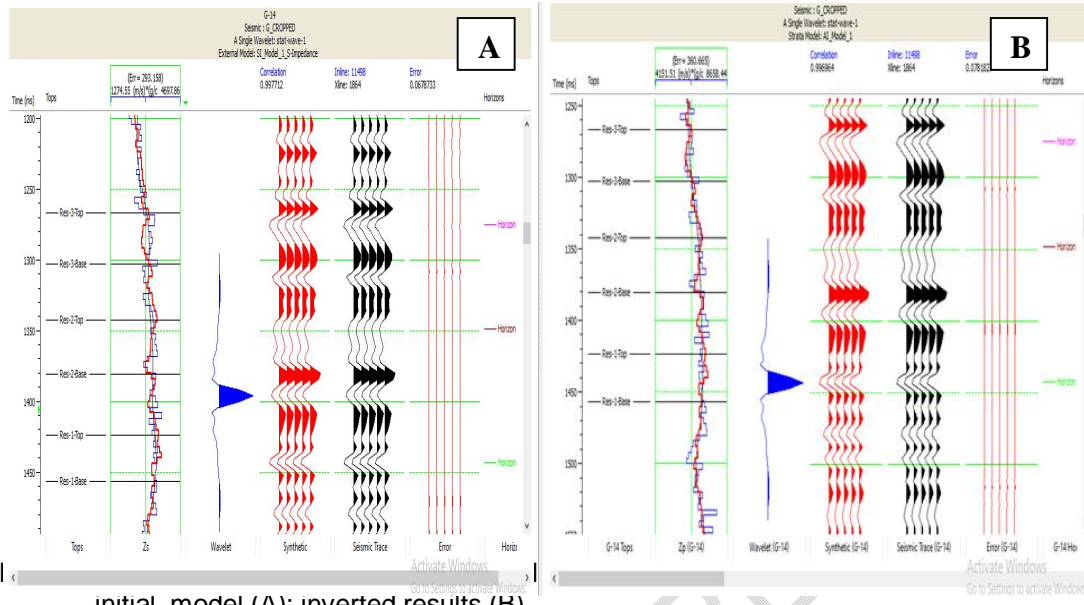 G-14
Seismic : G_CROPPED
A Single Wavelet: stat-wave-1
External Model: SI_Model_1_S-Impedance
A
(Err = 293.158)
1274.55 (m/s)*(g/c 4697.86
Correlation
0.997712
Inline: 11498
Xline: 1864
Error
0.0678733
Time (ms)
Tops
Horizons
1200
1250
1300
1350
1400
1450
Res-3-Top
Res-3-Base
Res-2-Top
Res-2-Base
Res-1-Top
Res-1-Base
Horizon
Horizon
Horizon
Tops
Zs
Wavelet
Synthetic
Seismic Trace
Error
Horiz
Activate Windows
Go to Settings to activate Windows.
Seismic : G_CROPPED
A Single Wavelet: stat-wave-1
Strata Model: AI_Model_1
B
(Err = 360.665)
4151.51 (m/s)*(g/c 8658.44
Correlation
0.996964
Inline: 11498
Xline: 1864
Error
Time (ms)
Tops
Horizons
1250
1300
1350
1400
1450
1500
Res-3-Top
Res-3-Base
Res-2-Top
Res-2-Base
Res-1-Top
Res-1-Base
Horizon
Horizon
Horizon
G-14 Tops
Zp (G-14)
Wavelet (G-14)
Synthetic (G-14)
Seismic Trace (G-14)
Error (G-14)
G-14 Ho
Activate Windows
Go to Settings to activate Windows.
initial model (A); inverted results (B)